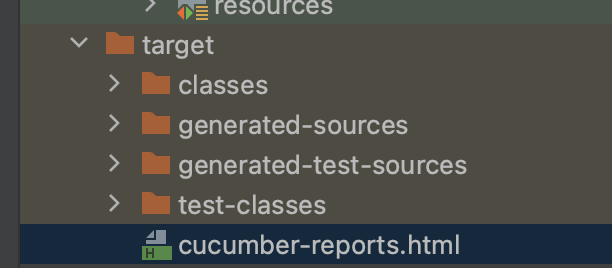 resources
target
classes
generated-sources
generated-test-sources
test-classes
cucumber-reports.html